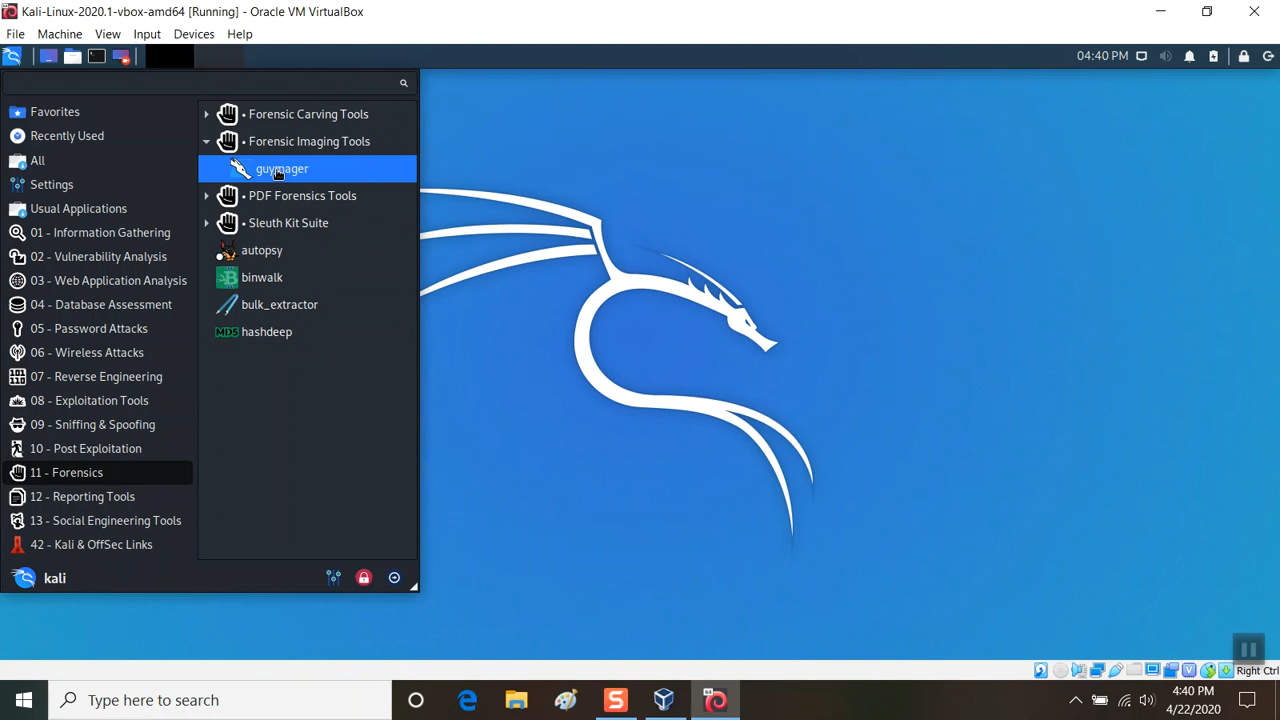 Kali-Linux-2020.1-vbox-amd64 [Running] - Oracle VM VirtualBox
File Machine View Input Devices Help
04:40 PM
Favorites
Recently Used
All
Settings
Usual Applications
01 - Information Gathering
02 - Vulnerability Analysis
03 - Web Application Analysis
04 - Database Assessment
05 - Password Attacks
06 - Wireless Attacks
07 - Reverse Engineering
08 - Exploitation Tools
09 - Sniffing & Spoofing
10 - Post Exploitation
11 - Forensics
12 - Reporting Tools
13 - Social Engineering Tools
42 - Kali & OffSec Links
• Forensic Carving Tools
• Forensic Imaging Tools
guymager
• PDF Forensics Tools
• Sleuth Kit Suite
autopsy
binwalk
bulk_extractor
MD5 hashdeep
kali
Right Ctrl
Type here to search
64
4:40 PM
4/22/2020